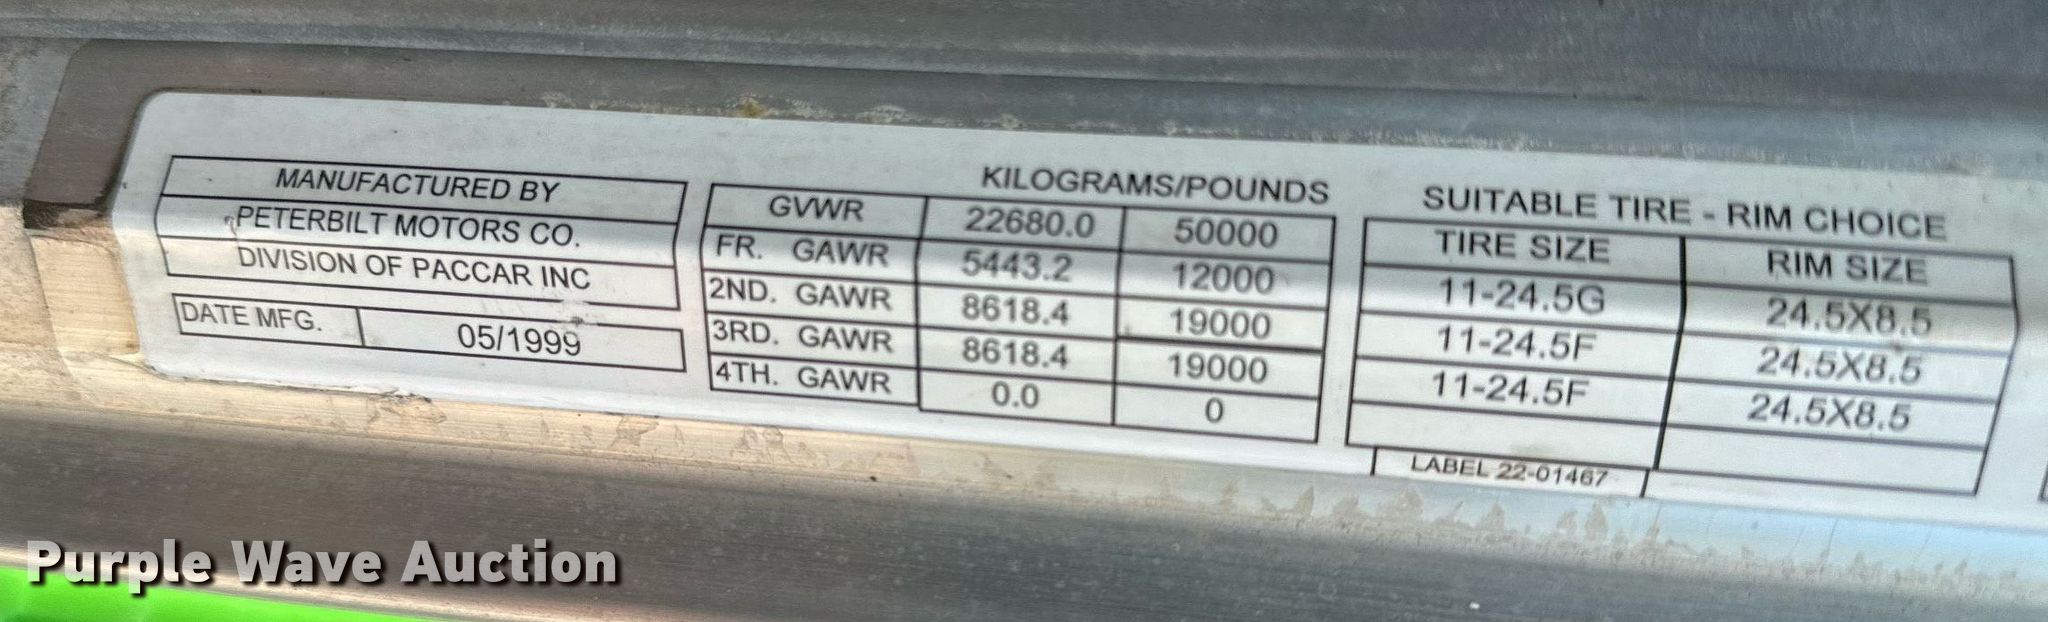 MANUFACTURED BY
PETERBILT MOTORS CO.
DIVISION OF PACCAR INC
DATE MFG. 05/1999
KILOGRAMS/POUNDS
GVWR 22680.0 50000
FR. GAWR 5443.2 12000
2ND. GAWR 8618.4 19000
3RD. GAWR 8618.4 19000
4TH. GAWR 0.0 0
SUITABLE TIRE - RIM CHOICE
TIRE SIZE RIM SIZE
11-24.5G 24.5X8.5
11-24.5F 24.5X8.5
11-24.5F 24.5X8.5
LABEL 22-01467
Purple Wave Auction